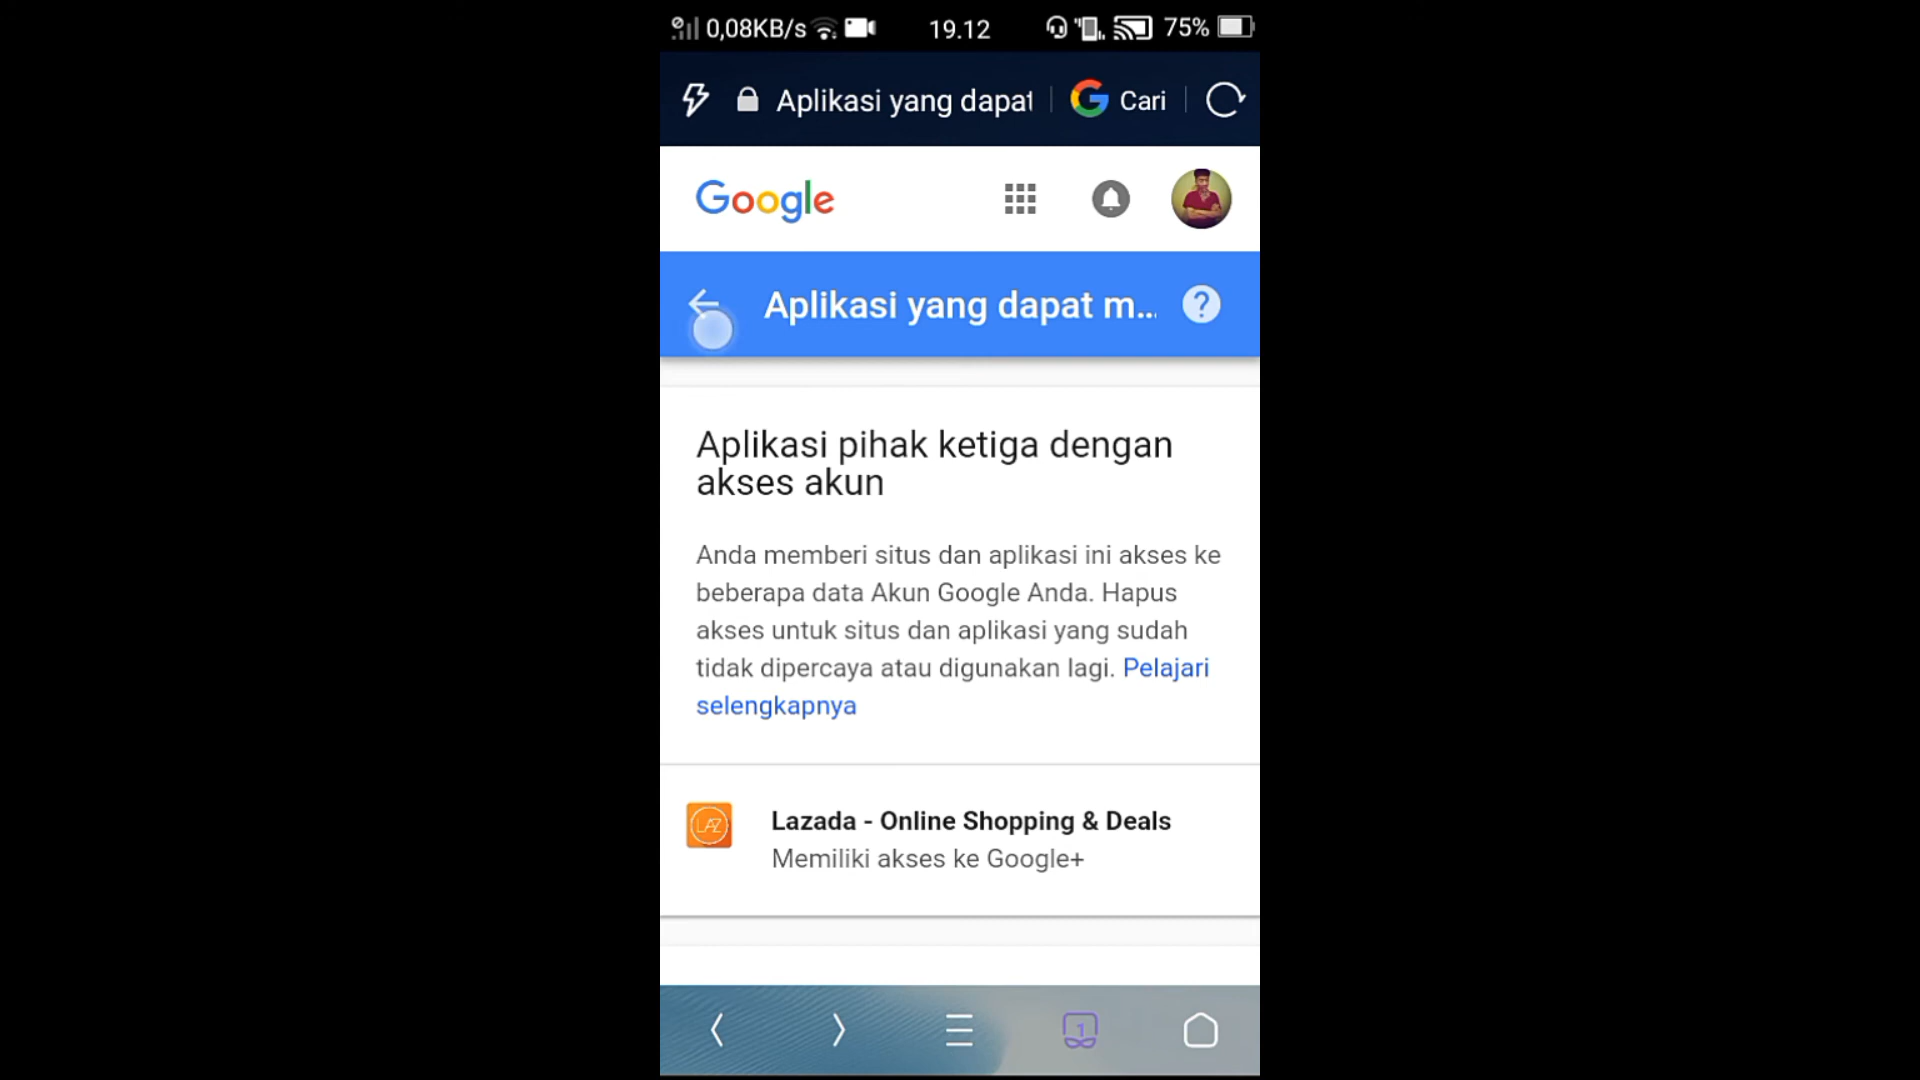 0,08KB/s 19.12 75%
Aplikasi yang dapat Cari
Google
Aplikasi yang dapat m...
Aplikasi pihak ketiga dengan
akses akun
Anda memberi situs dan aplikasi ini akses ke
beberapa data Akun Google Anda. Hapus
akses untuk situs dan aplikasi yang sudah
tidak dipercaya atau digunakan lagi. Pelajari
selengkapnya
LAZ
Lazada - Online Shopping & Deals
Memiliki akses ke Google+
1